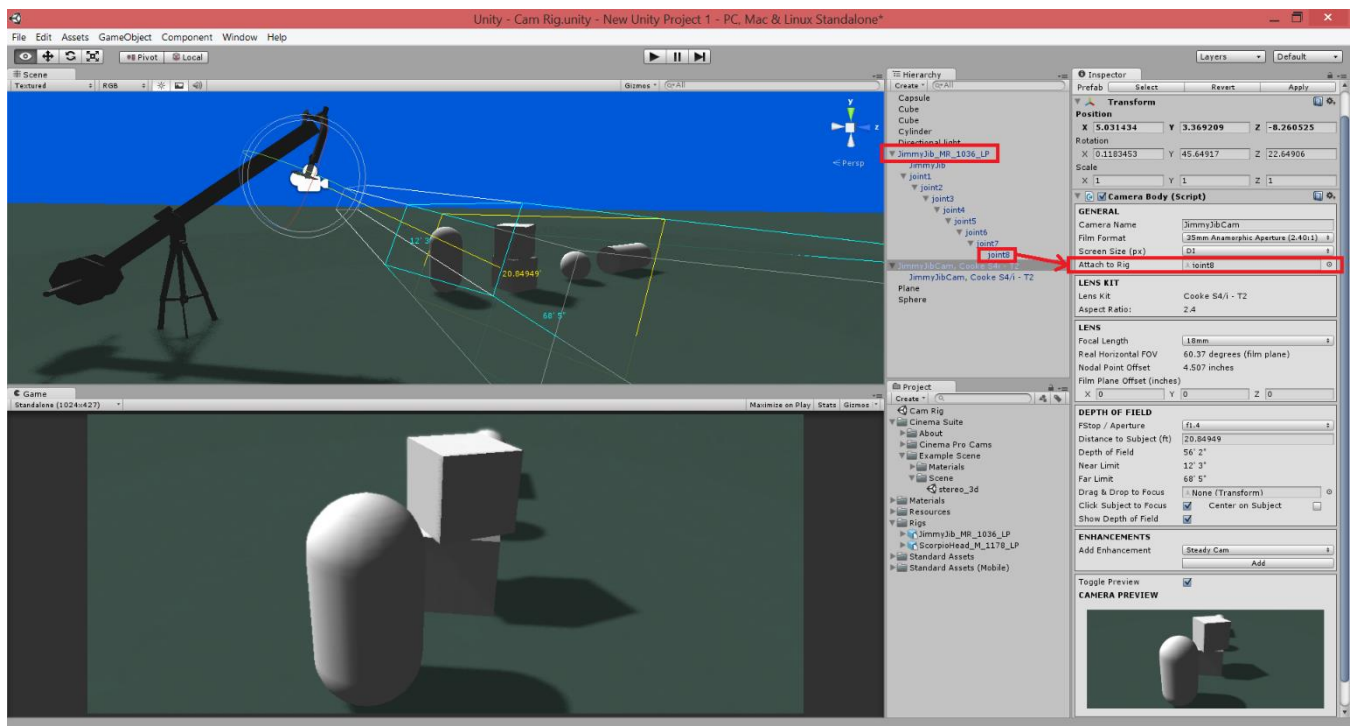 Unity - Cam Rig.unity - New Unity Project 1 - PC, Mac & Linux Standalone*
File Edit Assets GameObject Component Window Help
Pivot Local
Layers Default
Scene
Textured RGB Gizmos All
y
z
Persp
12' 3"
20.84949'
68' 5"
Game
Standalone (1024x427) Maximize on Play Stats Gizmos
Hierarchy
Create All
Capsule
Cube
Cube
Cylinder
Directional light
JimmyJib_MR_1036_LP
JimmyJib
joint1
joint2
joint3
joint4
joint5
joint6
joint7
joint8
JimmyJibCam, Cooke S4/i - T2
JimmyJibCam, Cooke S4/i - T2
Plane
Sphere
Project
Create
Cam Rig
Cinema Suite
About
Cinema Pro Cams
Example Scene
Materials
Scene
stereo_3d
Materials
Resources
Rigs
JimmyJib_MR_1036_LP
ScorpioHead_M_1178_LP
Standard Assets
Standard Assets (Mobile)
Inspector
Prefab Select Revert Apply
Transform
Position
X 5.031434 Y 3.369209 Z -8.260525
Rotation
X 0.1183453 Y 45.64917 Z 22.64906
Scale
X 1 Y 1 Z 1
Camera Body (Script)
GENERAL
Camera Name JimmyJibCam
Film Format 35mm Anamorphic Aperture (2.40:1)
Screen Size (px) D1
Attach to Rig joint8
LENS KIT
Lens Kit Cooke S4/i - T2
Aspect Ratio: 2.4
LENS
Focal Length 18mm
Real Horizontal FOV 60.37 degrees (film plane)
Nodal Point Offset 4.507 inches
Film Plane Offset (inches)
X 0 Y 0 Z 0
DEPTH OF FIELD
FStop / Aperture f1.4
Distance to Subject (ft) 20.84949
Depth of Field 56' 2"
Near Limit 12' 3"
Far Limit 68' 5"
Drag & Drop to Focus None (Transform)
Click Subject to Focus Center on Subject
Show Depth of Field
ENHANCEMENTS
Add Enhancement Steady Cam
Add
Toggle Preview
CAMERA PREVIEW